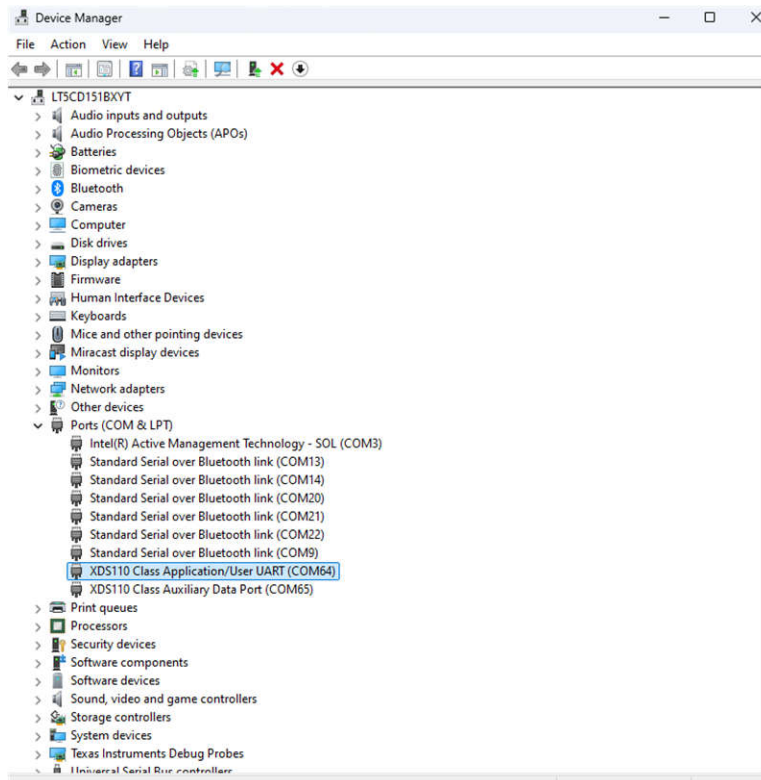 Device Manager
File Action View Help
LT5CD151BXYT
Audio inputs and outputs
Audio Processing Objects (APOs)
Batteries
Biometric devices
Bluetooth
Cameras
Computer
Disk drives
Display adapters
Firmware
Human Interface Devices
Keyboards
Mice and other pointing devices
Miracast display devices
Monitors
Network adapters
Other devices
Ports (COM & LPT)
Intel(R) Active Management Technology - SOL (COM3)
Standard Serial over Bluetooth link (COM13)
Standard Serial over Bluetooth link (COM14)
Standard Serial over Bluetooth link (COM20)
Standard Serial over Bluetooth link (COM21)
Standard Serial over Bluetooth link (COM22)
Standard Serial over Bluetooth link (COM9)
XDS110 Class Application/User UART (COM64)
XDS110 Class Auxiliary Data Port (COM65)
Print queues
Processors
Security devices
Software components
Software devices
Sound, video and game controllers
Storage controllers
System devices
Texas Instruments Debug Probes
Universal Serial Bus controllers